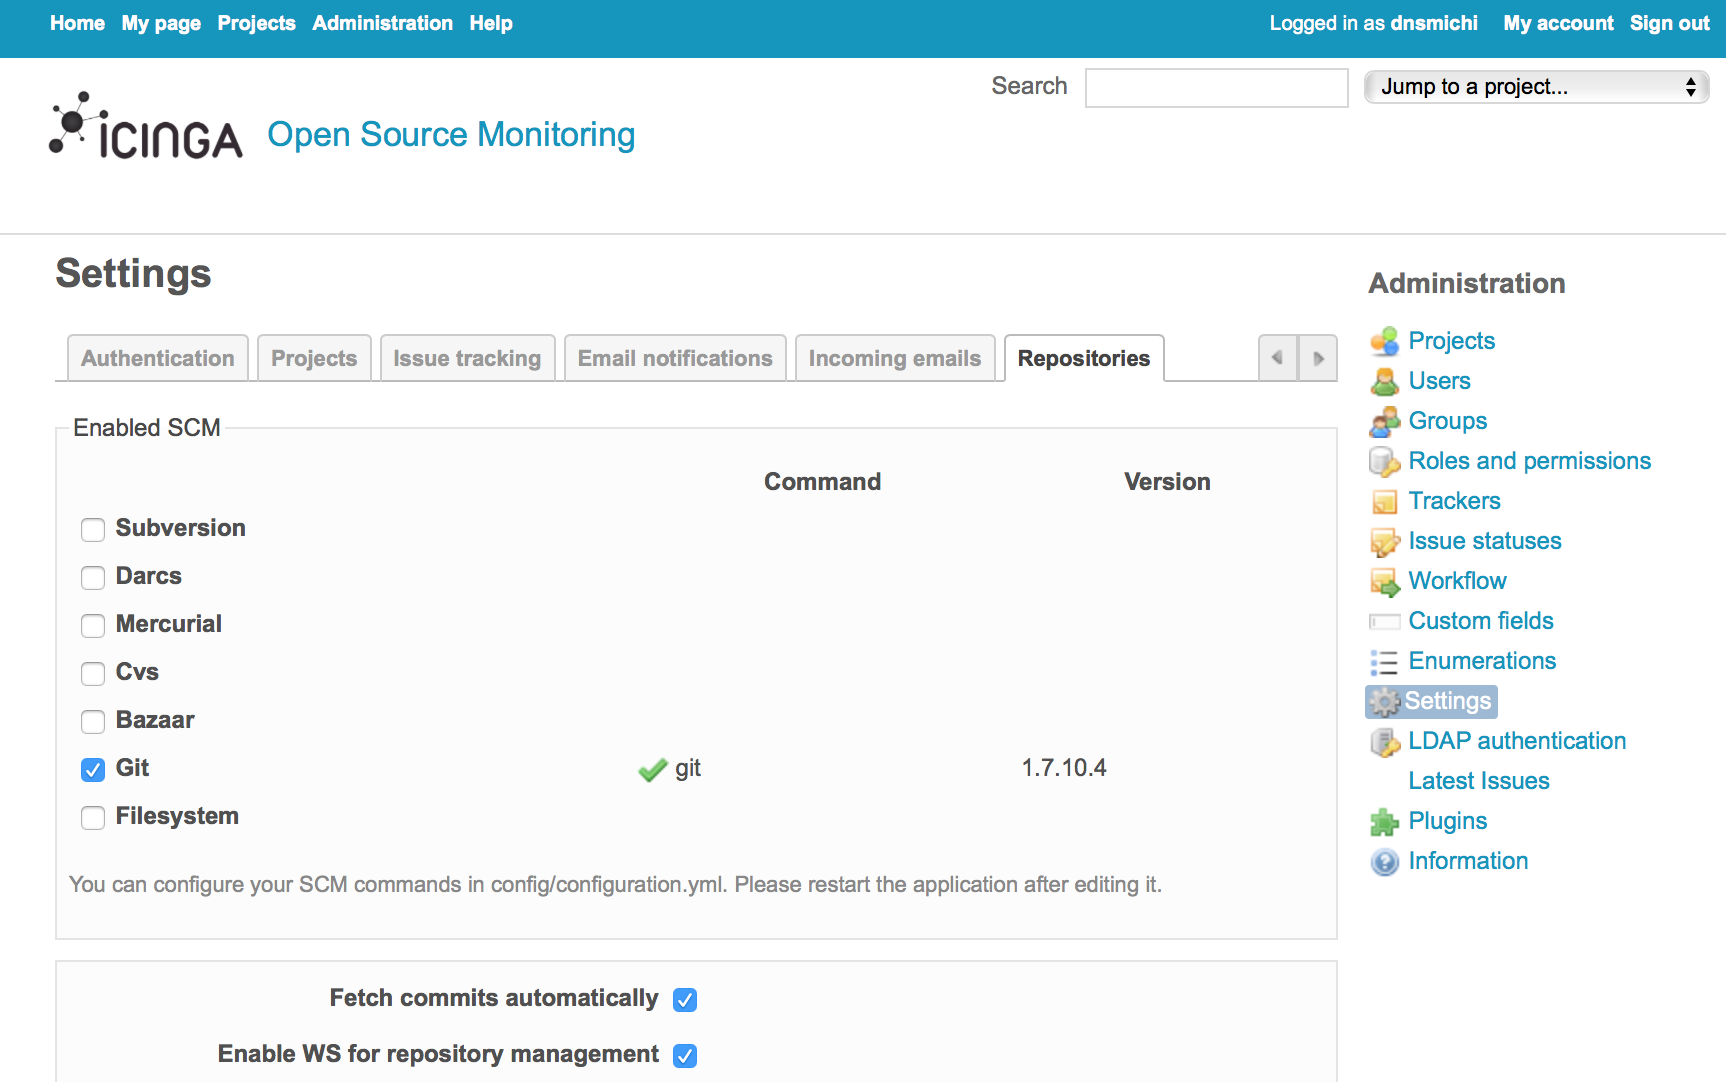 Home My page Projects Administration Help Logged in as dnsmichi My account Sign out
Search Jump to a project...
ICINGA Open Source Monitoring
Settings
Authentication Projects Issue tracking Email notifications Incoming emails Repositories
Enabled SCM
Command Version
Subversion
Darcs
Mercurial
Cvs
Bazaar
Git git 1.7.10.4
Filesystem
You can configure your SCM commands in config/configuration.yml. Please restart the application after editing it.
Fetch commits automatically
Enable WS for repository management
Administration
Projects
Users
Groups
Roles and permissions
Trackers
Issue statuses
Workflow
Custom fields
Enumerations
Settings
LDAP authentication
Latest Issues
Plugins
Information